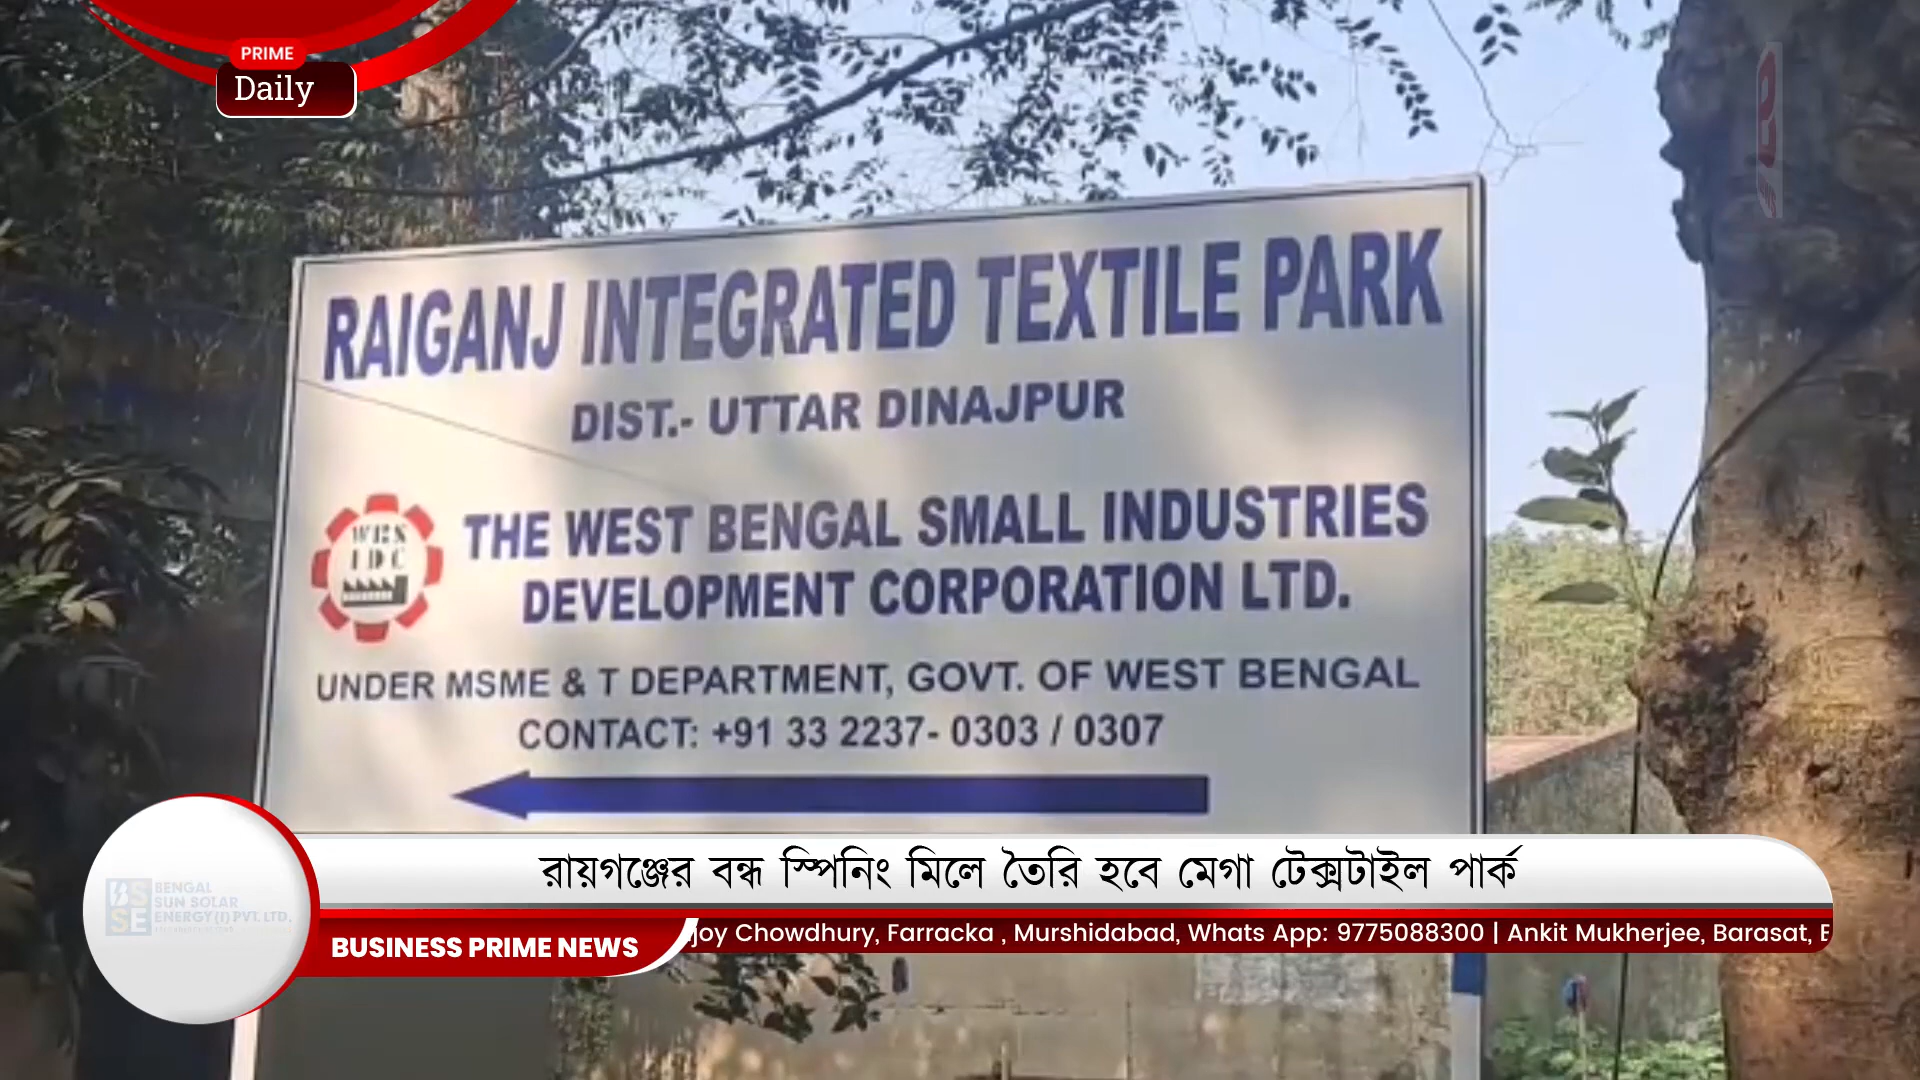 PRIME
Daily
RAIGANJ INTEGRATED TEXTILE PARK
DIST.- UTTAR DINAJPUR
WBS
IDC
THE WEST BENGAL SMALL INDUSTRIES
DEVELOPMENT CORPORATION LTD.
UNDER MSME & T DEPARTMENT, GOVT. OF WEST BENGAL
CONTACT: +91 33 2237- 0303 / 0307
রায়গঞ্জের বন্ধ স্পিনিং মিলে তৈরি হবে মেগা টেক্সটাইল পার্ক
BENGAL
SUN SOLAR
ENERGY (I) PVT. LTD.
BUSINESS PRIME NEWS
joy Chowdhury, Farracka , Murshidabad, Whats App: 9775088300 | Ankit Mukherjee, Barasat,